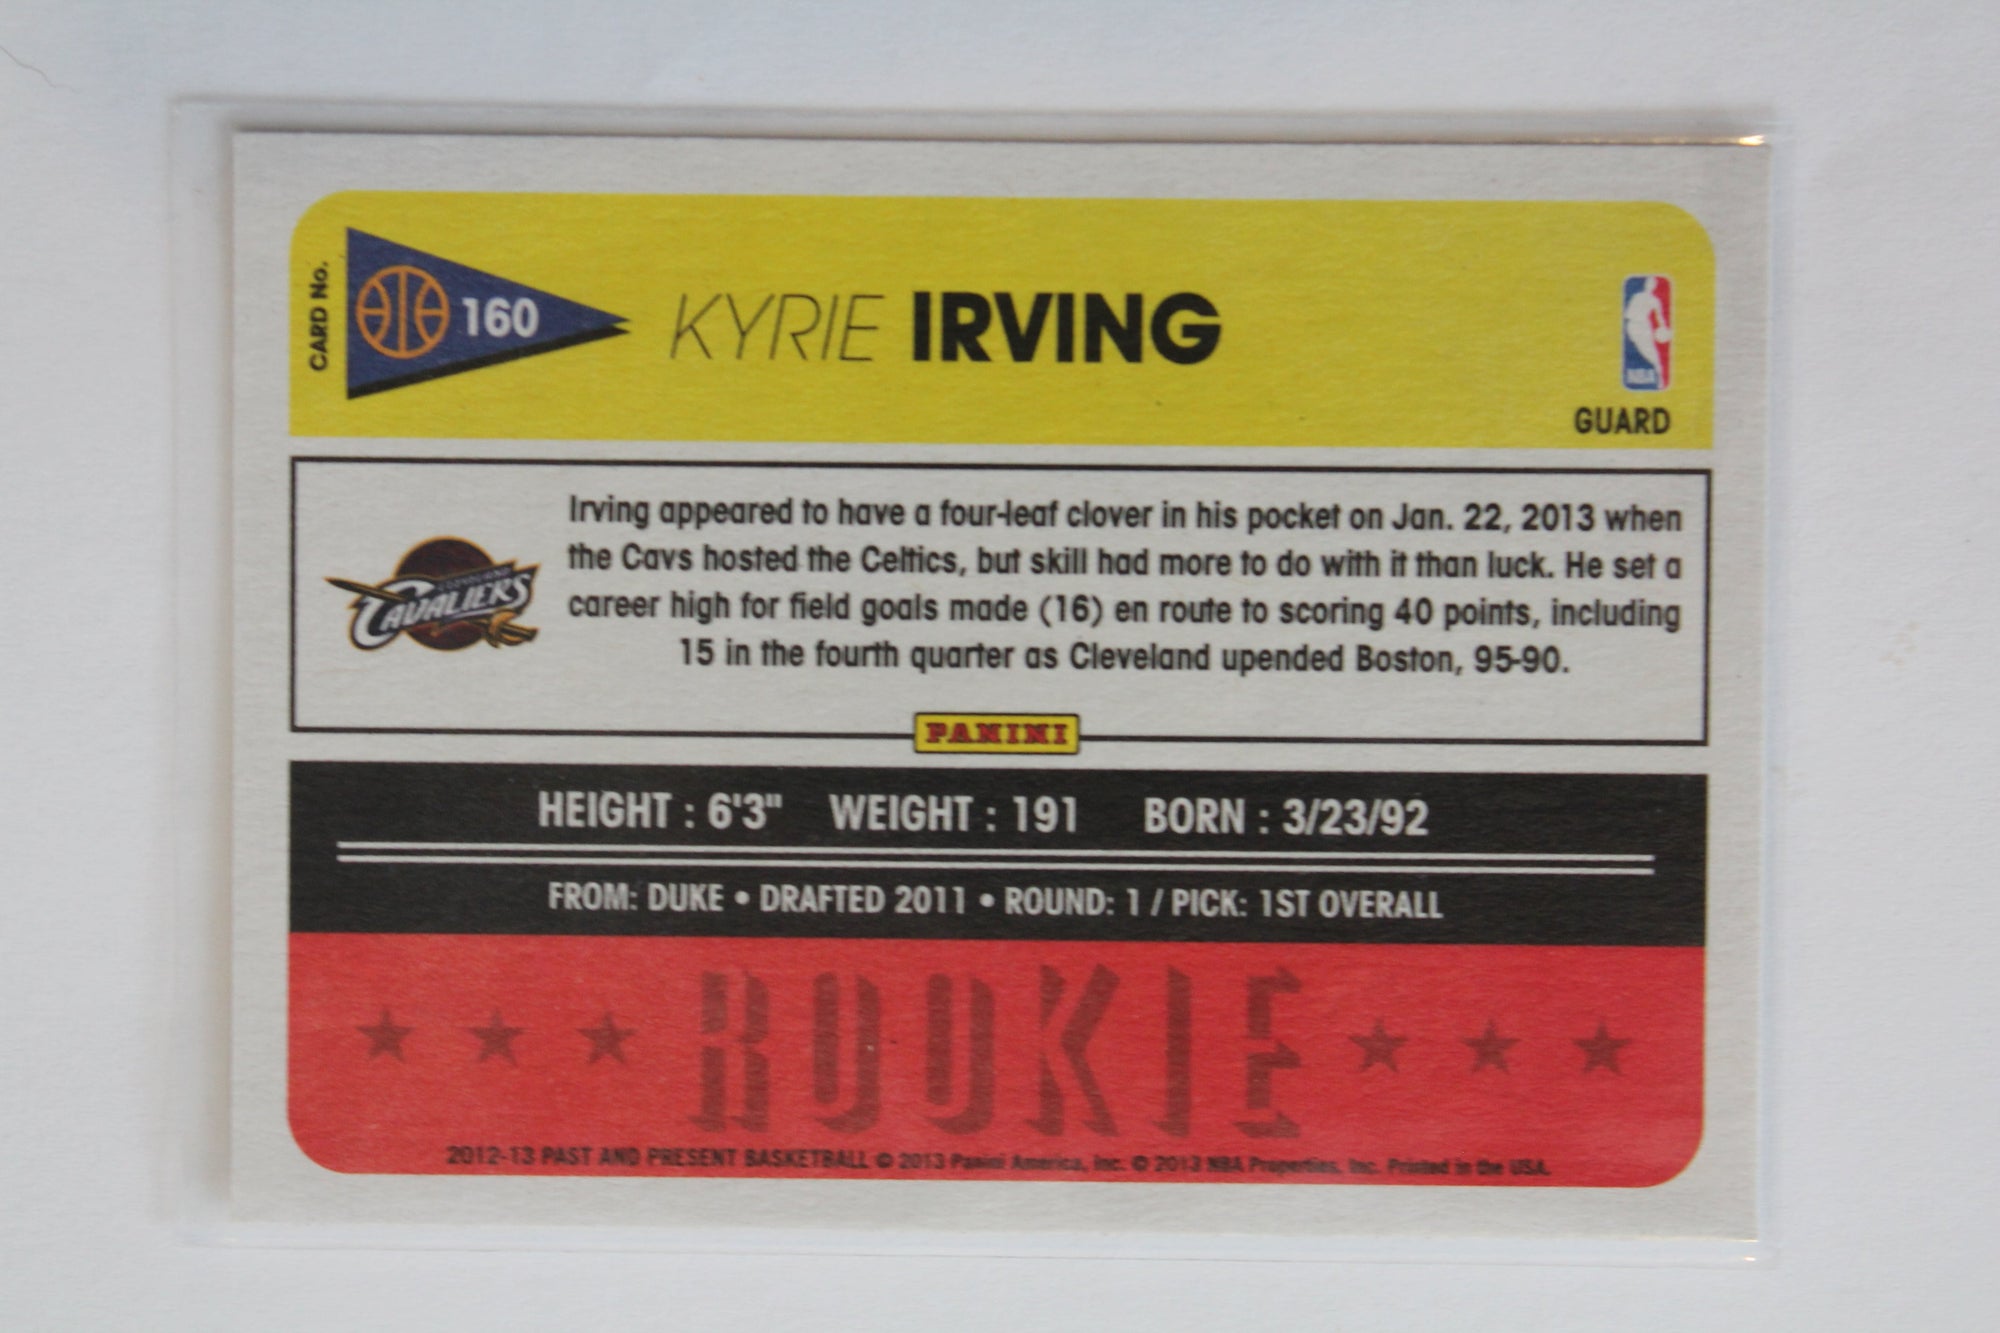 CARD No.
160
KYRIE IRVING
NBA
GUARD
Irving appeared to have a four-leaf clover in his pocket on Jan. 22, 2013 when
the Cavs hosted the Celtics, but skill had more to do with it than luck. He set a
career high for field goals made (16) en route to scoring 40 points, including
15 in the fourth quarter as Cleveland upended Boston, 95-90.
CLEVELAND
CAVALIERS
PANINI
HEIGHT : 6'3" WEIGHT : 191 BORN : 3/23/92
FROM: DUKE • DRAFTED 2011 • ROUND: 1 / PICK: 1ST OVERALL
ROOKIE
2012-13 PAST AND PRESENT BASKETBALL © 2013 Panini America, Inc. © 2013 NBA Properties, Inc. Printed in the USA.